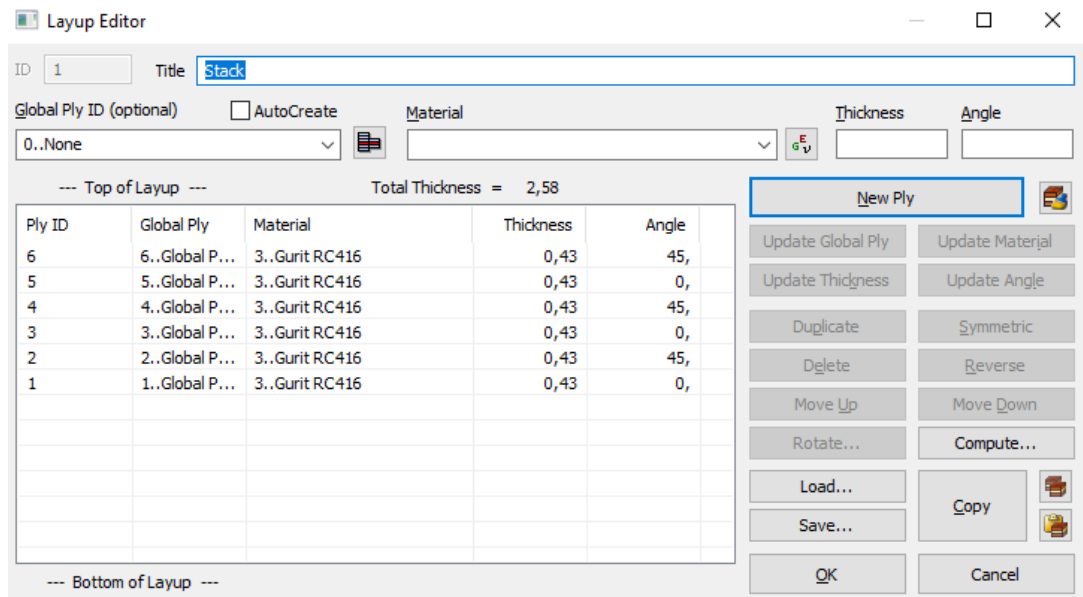 Layup Editor
ID 1 Title Stack
Global Ply ID (optional) AutoCreate Material Thickness Angle
0..None
--- Top of Layup --- Total Thickness = 2,58
Ply ID Global Ply Material Thickness Angle
6 6..Global P... 3..Gurit RC416 0,43 45,
5 5..Global P... 3..Gurit RC416 0,43 0,
4 4..Global P... 3..Gurit RC416 0,43 45,
3 3..Global P... 3..Gurit RC416 0,43 0,
2 2..Global P... 3..Gurit RC416 0,43 45,
1 1..Global P... 3..Gurit RC416 0,43 0,
--- Bottom of Layup ---
New Ply
Update Global Ply Update Material
Update Thickness Update Angle
Duplicate Symmetric
Delete Reverse
Move Up Move Down
Rotate... Compute...
Load... Copy
Save...
OK Cancel